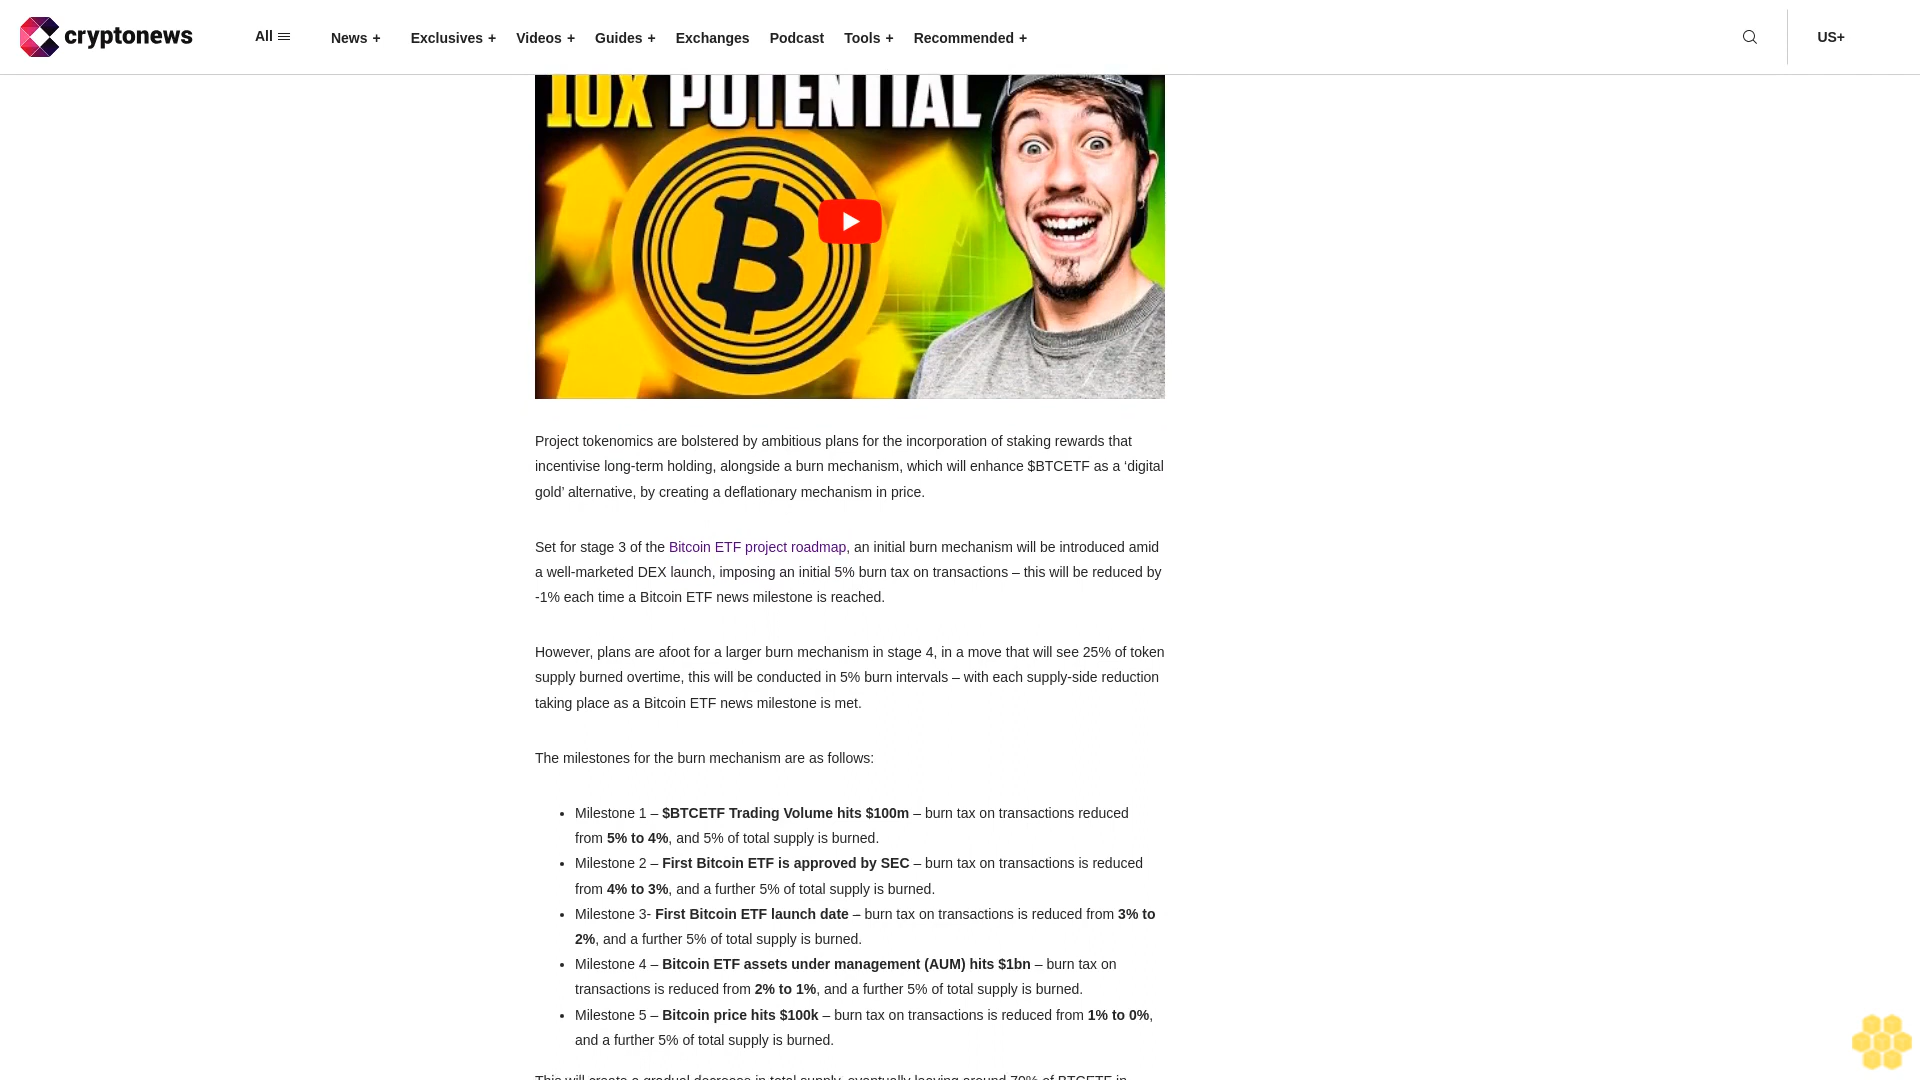 cryptonews
All
News +
Exclusives +
Videos +
Guides +
Exchanges
Podcast
Tools +
Recommended +
US+
10X POTENTIAL
Project tokenomics are bolstered by ambitious plans for the incorporation of staking rewards that
incentivise long-term holding, alongside a burn mechanism, which will enhance $BTCETF as a ‘digital
gold’ alternative, by creating a deflationary mechanism in price.
Set for stage 3 of the Bitcoin ETF project roadmap, an initial burn mechanism will be introduced amid
a well-marketed DEX launch, imposing an initial 5% burn tax on transactions – this will be reduced by
-1% each time a Bitcoin ETF news milestone is reached.
However, plans are afoot for a larger burn mechanism in stage 4, in a move that will see 25% of token
supply burned overtime, this will be conducted in 5% burn intervals – with each supply-side reduction
taking place as a Bitcoin ETF news milestone is met.
The milestones for the burn mechanism are as follows:
Milestone 1 – $BTCETF Trading Volume hits $100m – burn tax on transactions reduced
from 5% to 4%, and 5% of total supply is burned.
Milestone 2 – First Bitcoin ETF is approved by SEC – burn tax on transactions is reduced
from 4% to 3%, and a further 5% of total supply is burned.
Milestone 3- First Bitcoin ETF launch date – burn tax on transactions is reduced from 3% to
2%, and a further 5% of total supply is burned.
Milestone 4 – Bitcoin ETF assets under management (AUM) hits $1bn – burn tax on
transactions is reduced from 2% to 1%, and a further 5% of total supply is burned.
Milestone 5 – Bitcoin price hits $100k – burn tax on transactions is reduced from 1% to 0%,
and a further 5% of total supply is burned.
This will create a gradual decrease in total supply, eventually leaving around 70% of BTCETF in